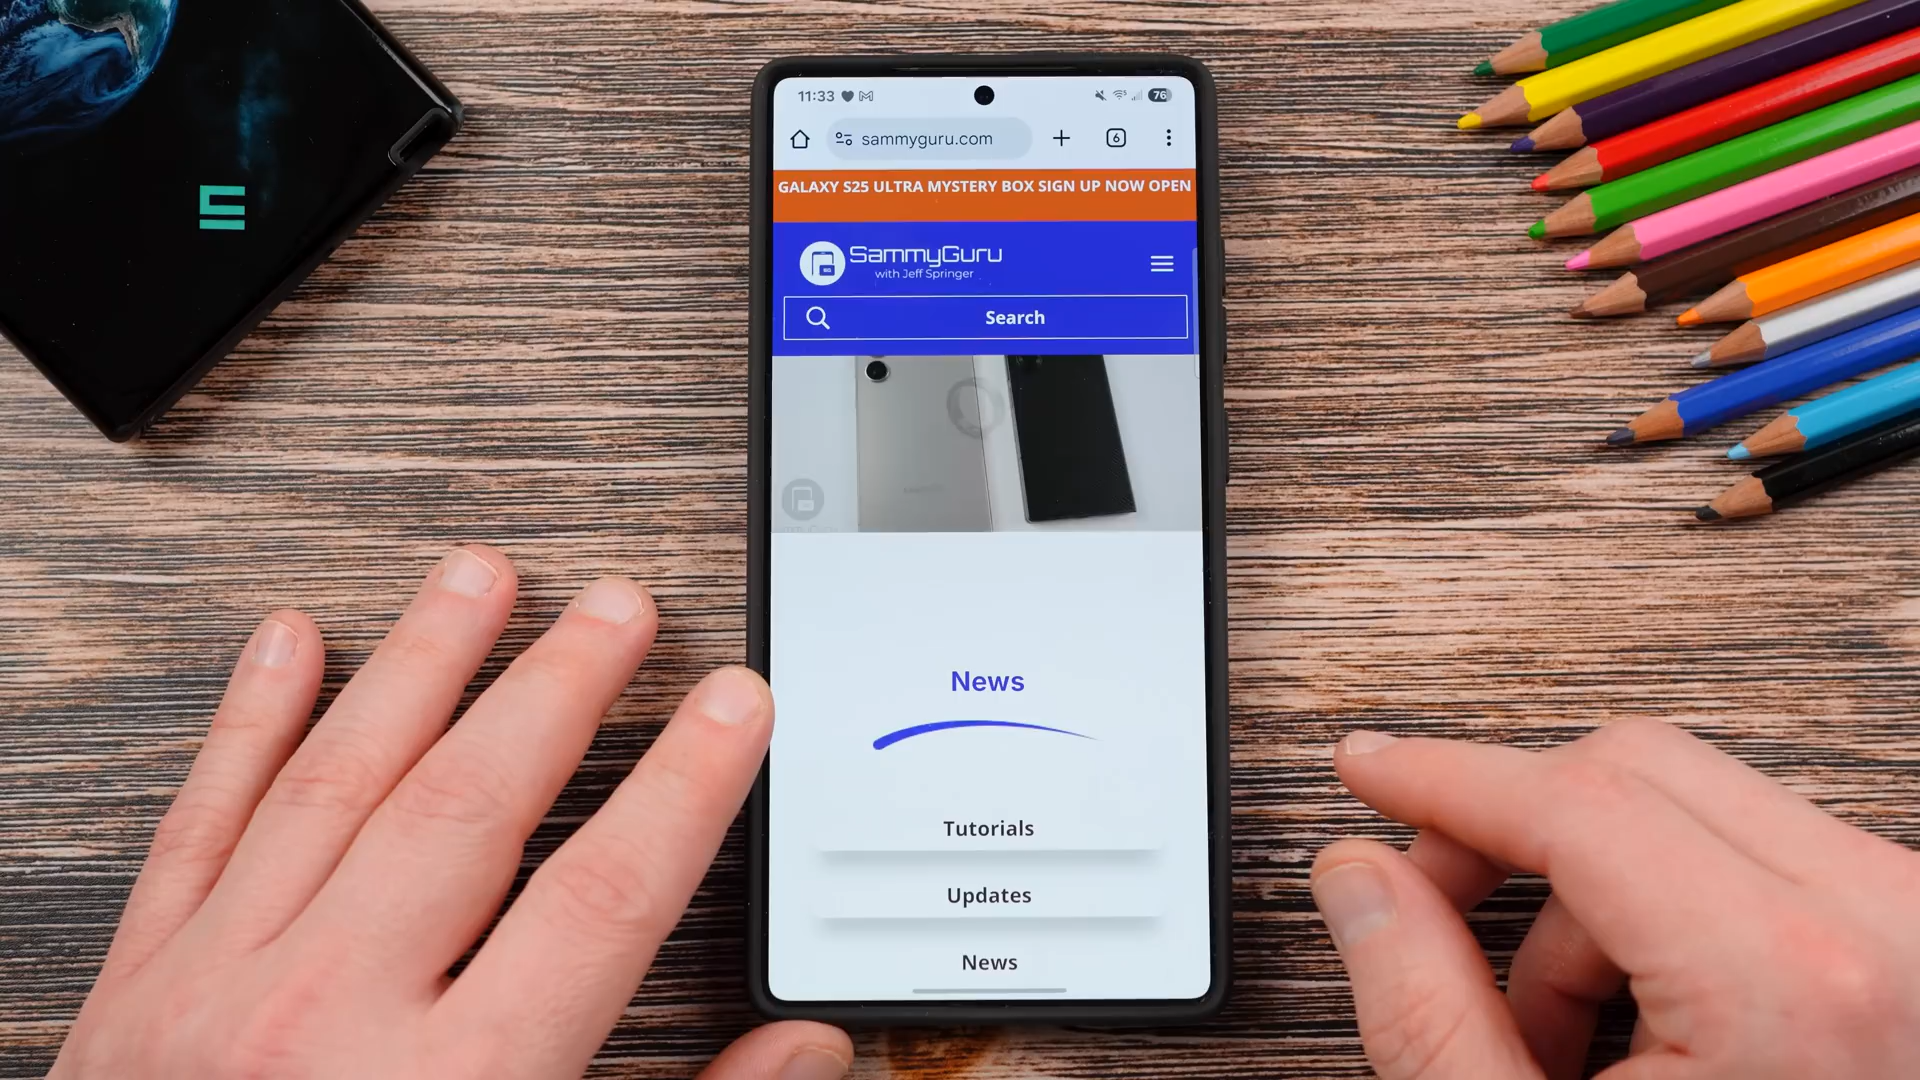 11:33
76
sammyguru.com
6
GALAXY S25 ULTRA MYSTERY BOX SIGN UP NOW OPEN
SammyGuru
with Jeff Springer
Search
News
Tutorials
Updates
News